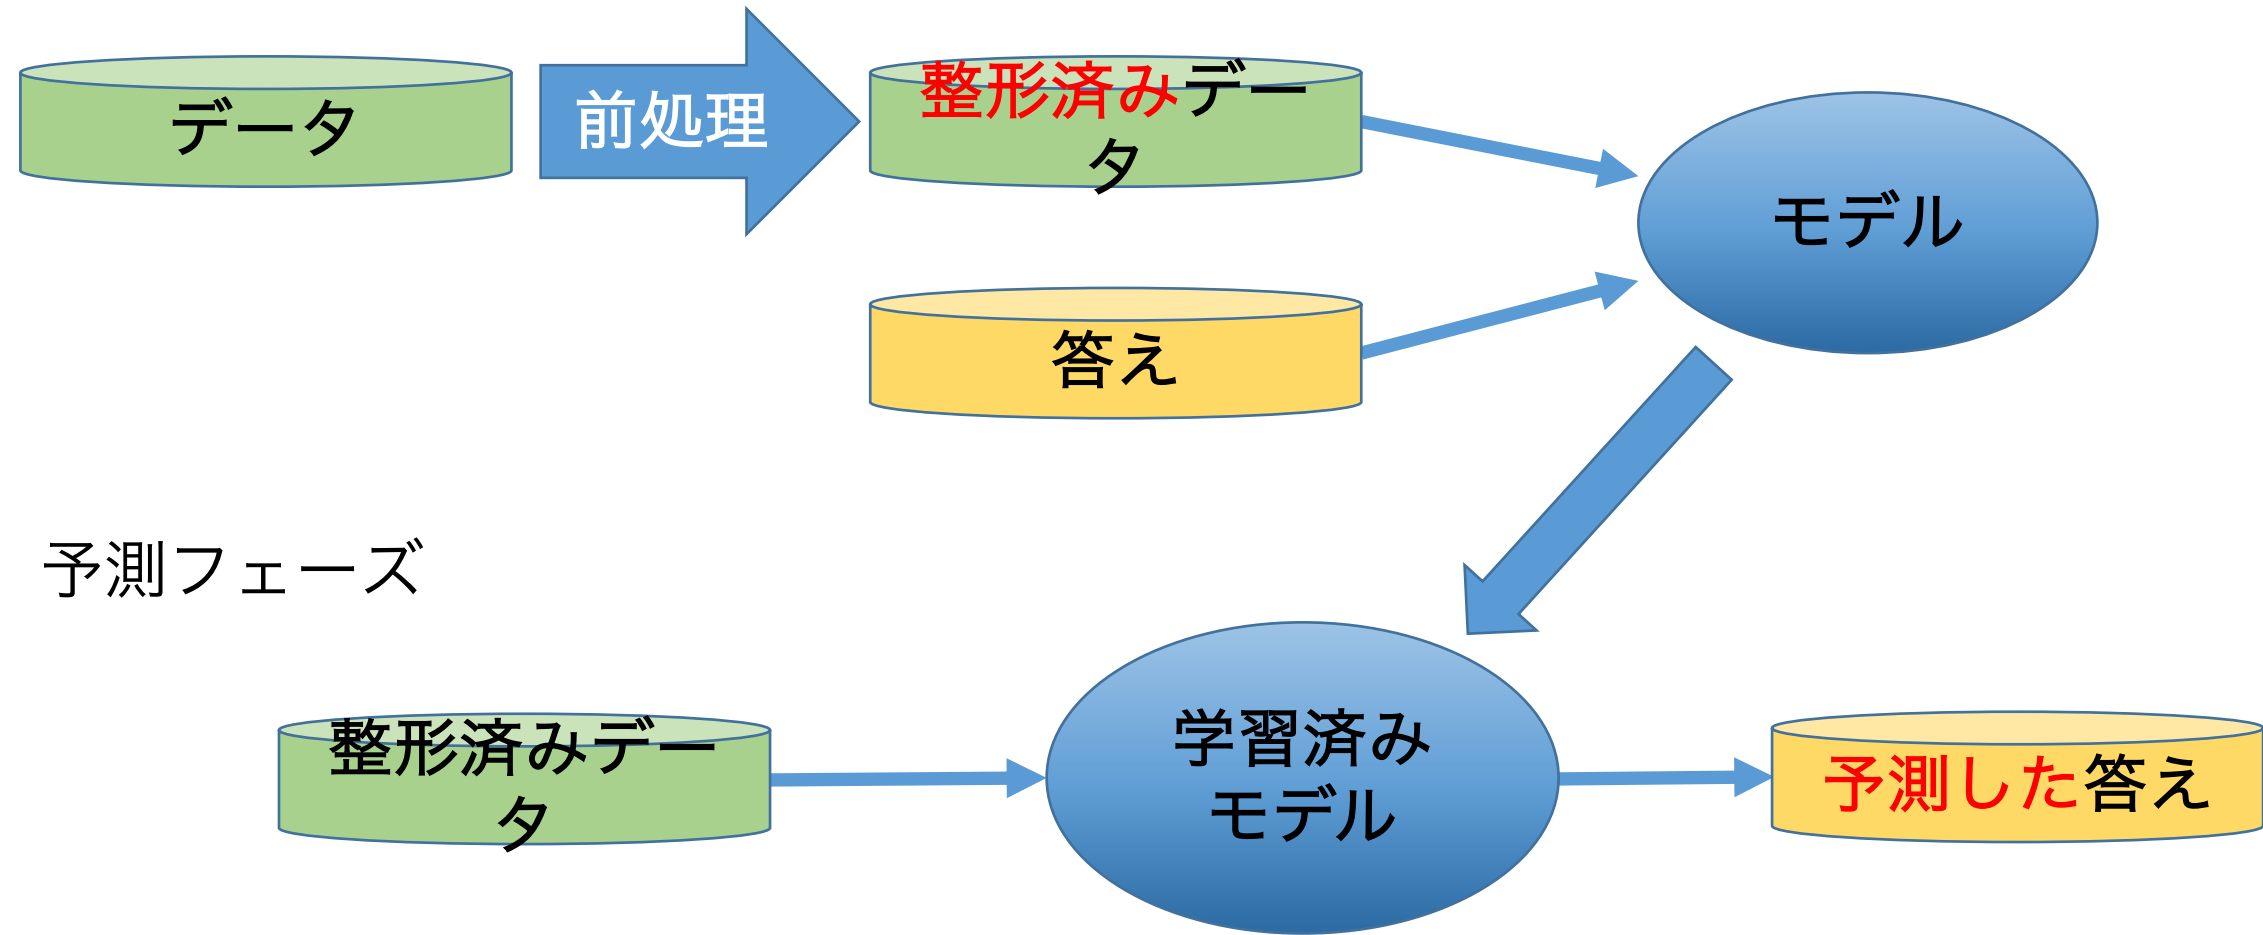 データ
前処理
整形済みデー
タ
モデル
答え
予測フェーズ
整形済みデー
タ
学習済み
モデル
予測した答え